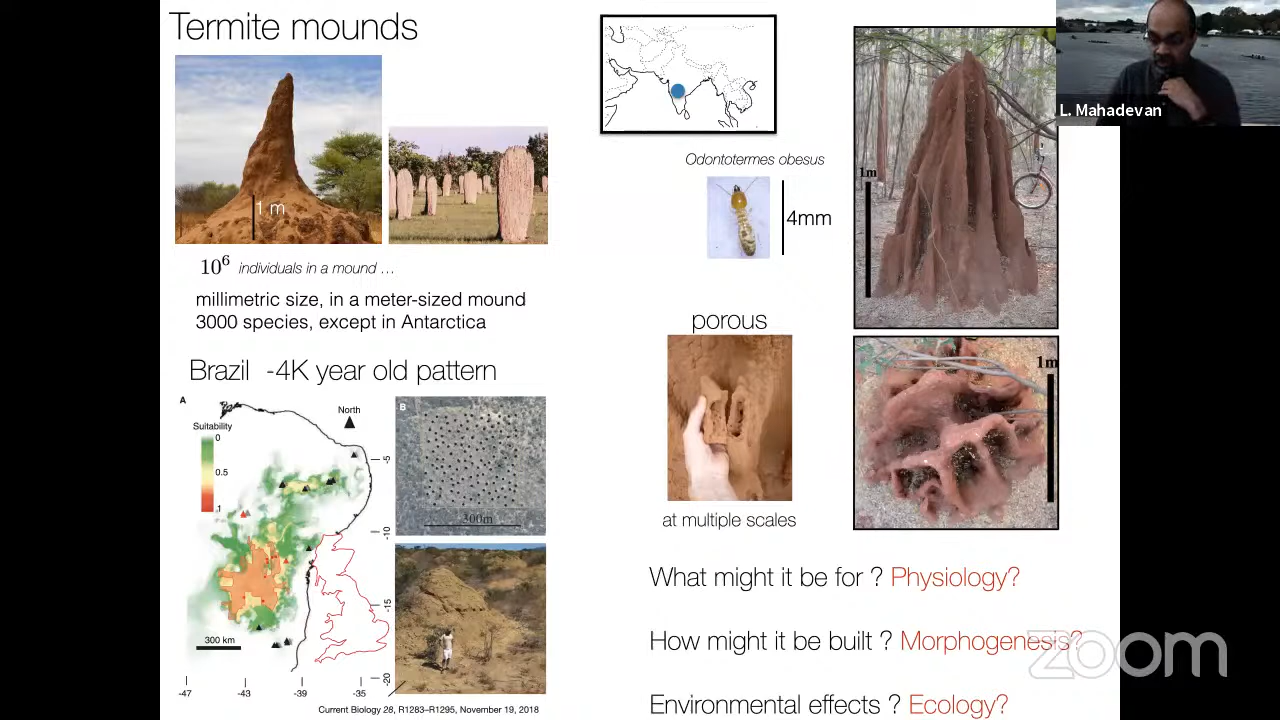 Termite mounds
1 m
10⁶ individuals in a mound …
millimetric size, in a meter-sized mound
3000 species, except in Antarctica
Brazil -4K year old pattern
A
North
Suitability
0
0.5
1
300 km
-5
-10
-15
-20
-47
-43
-39
-35
B
300m
Current Biology 28, R1283–R1295, November 19, 2018
Odontotermes obesus
4mm
porous
at multiple scales
1m
1m
L. Mahadevan
What might it be for ? Physiology?
How might it be built ? Morphogenesis?
Environmental effects ? Ecology?
zoom